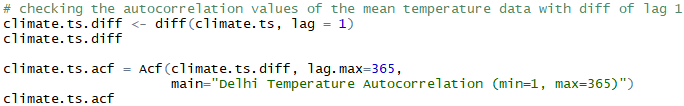 # checking the autocorrelation values of the mean temperature data with diff of lag 1
climate.ts.diff <- diff(climate.ts, lag = 1)
climate.ts.diff
climate.ts.acf = Acf(climate.ts.diff, lag.max=365,
main="Delhi Temperature Autocorrelation (min=1, max=365)")
climate.ts.acf